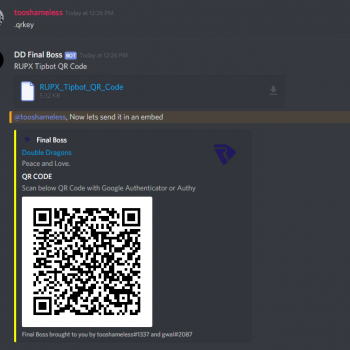 tooshameless Today at 12:26 PM
.qrkey
DD Final Boss BOT Today at 12:26 PM
RUPX Tipbot QR Code
RUPX_Tipbot_QR_Code
@tooshameless, Now lets send it in an embed
Final Boss
Double Dragons
Peace and Love.
QR CODE
Scan below QR Code with Google Authenticator or Authy
Final Boss brought to you by tooshameless#1337 and gwal#2087